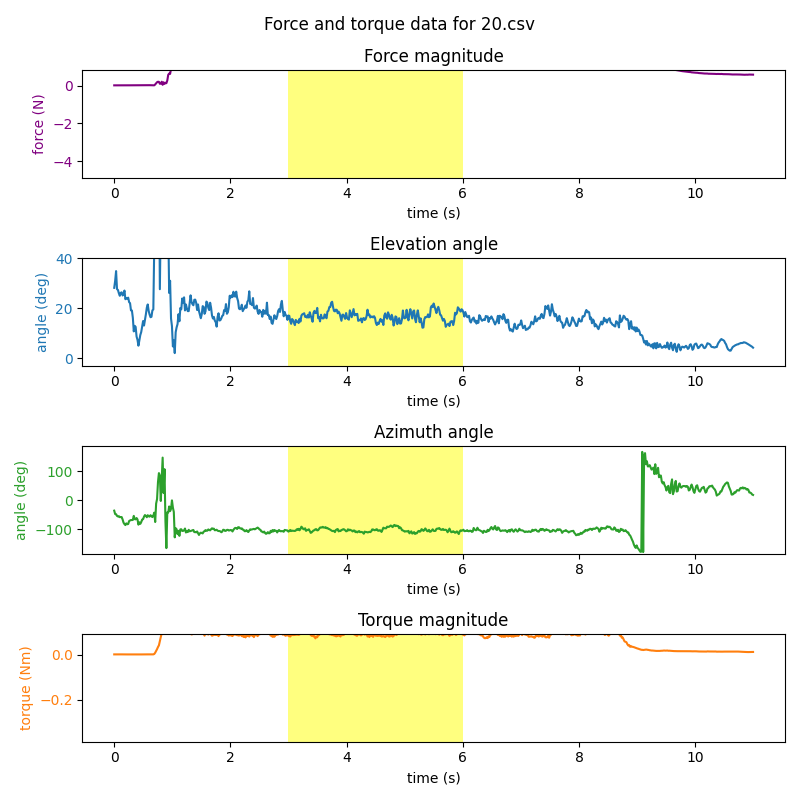 Force and torque data for 20.csv
Force magnitude
force (N)
0
−2
−4
0 2 4 6 8 10
time (s)
Elevation angle
angle (deg)
40
20
0
0 2 4 6 8 10
time (s)
Azimuth angle
angle (deg)
100
0
−100
0 2 4 6 8 10
time (s)
Torque magnitude
torque (Nm)
0.0
−0.2
0 2 4 6 8 10
time (s)